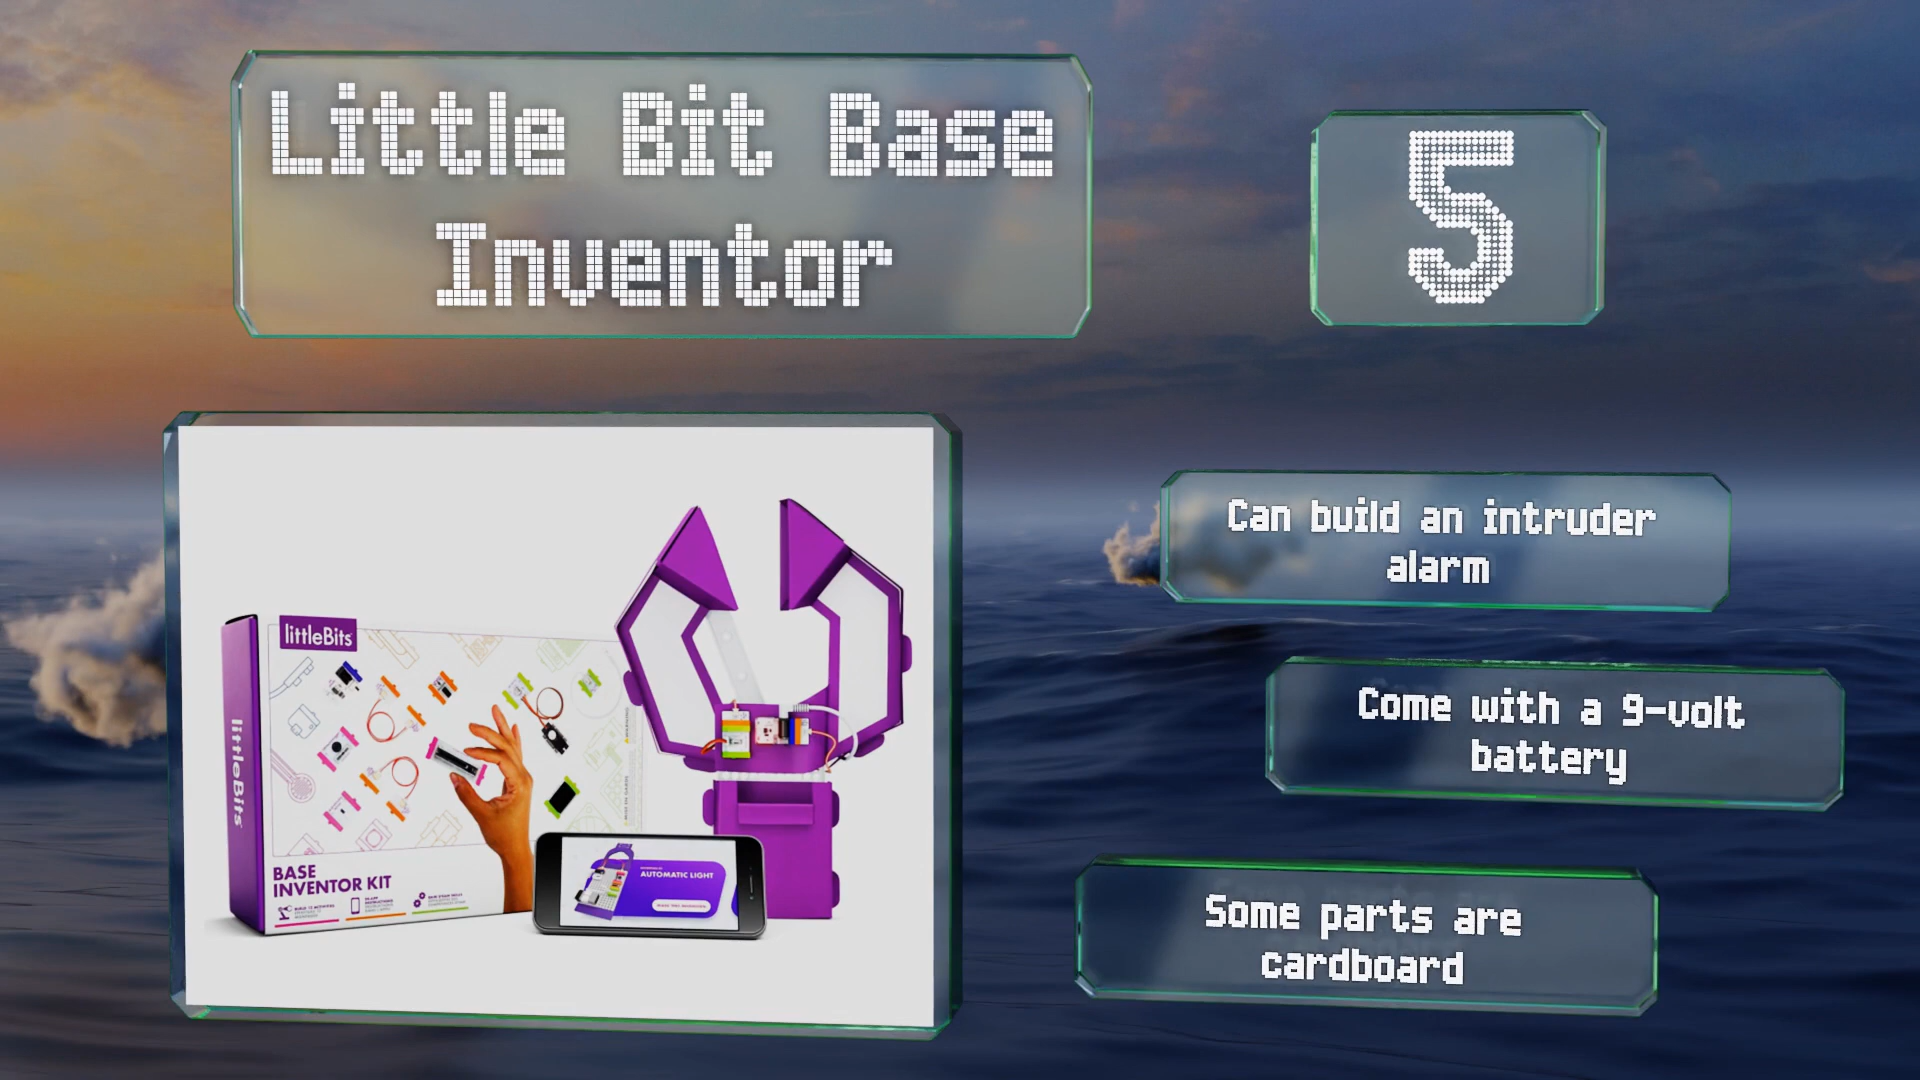 Little Bit Base
Inventor
5
Can build an intruder
alarm
Come with a 9-volt
battery
Some parts are
cardboard
littleBits
littleBits
BASE
INVENTOR KIT
AUTOMATIC LIGHT